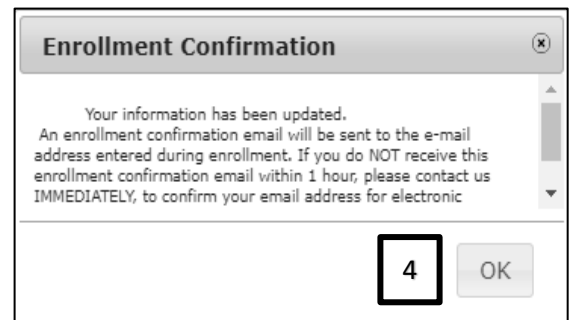 Enrollment Confirmation
Your information has been updated.
An enrollment confirmation email will be sent to the e-mail
address entered during enrollment. If you do NOT receive this
enrollment confirmation email within 1 hour, please contact us
IMMEDIATELY, to confirm your email address for electronic
4
OK